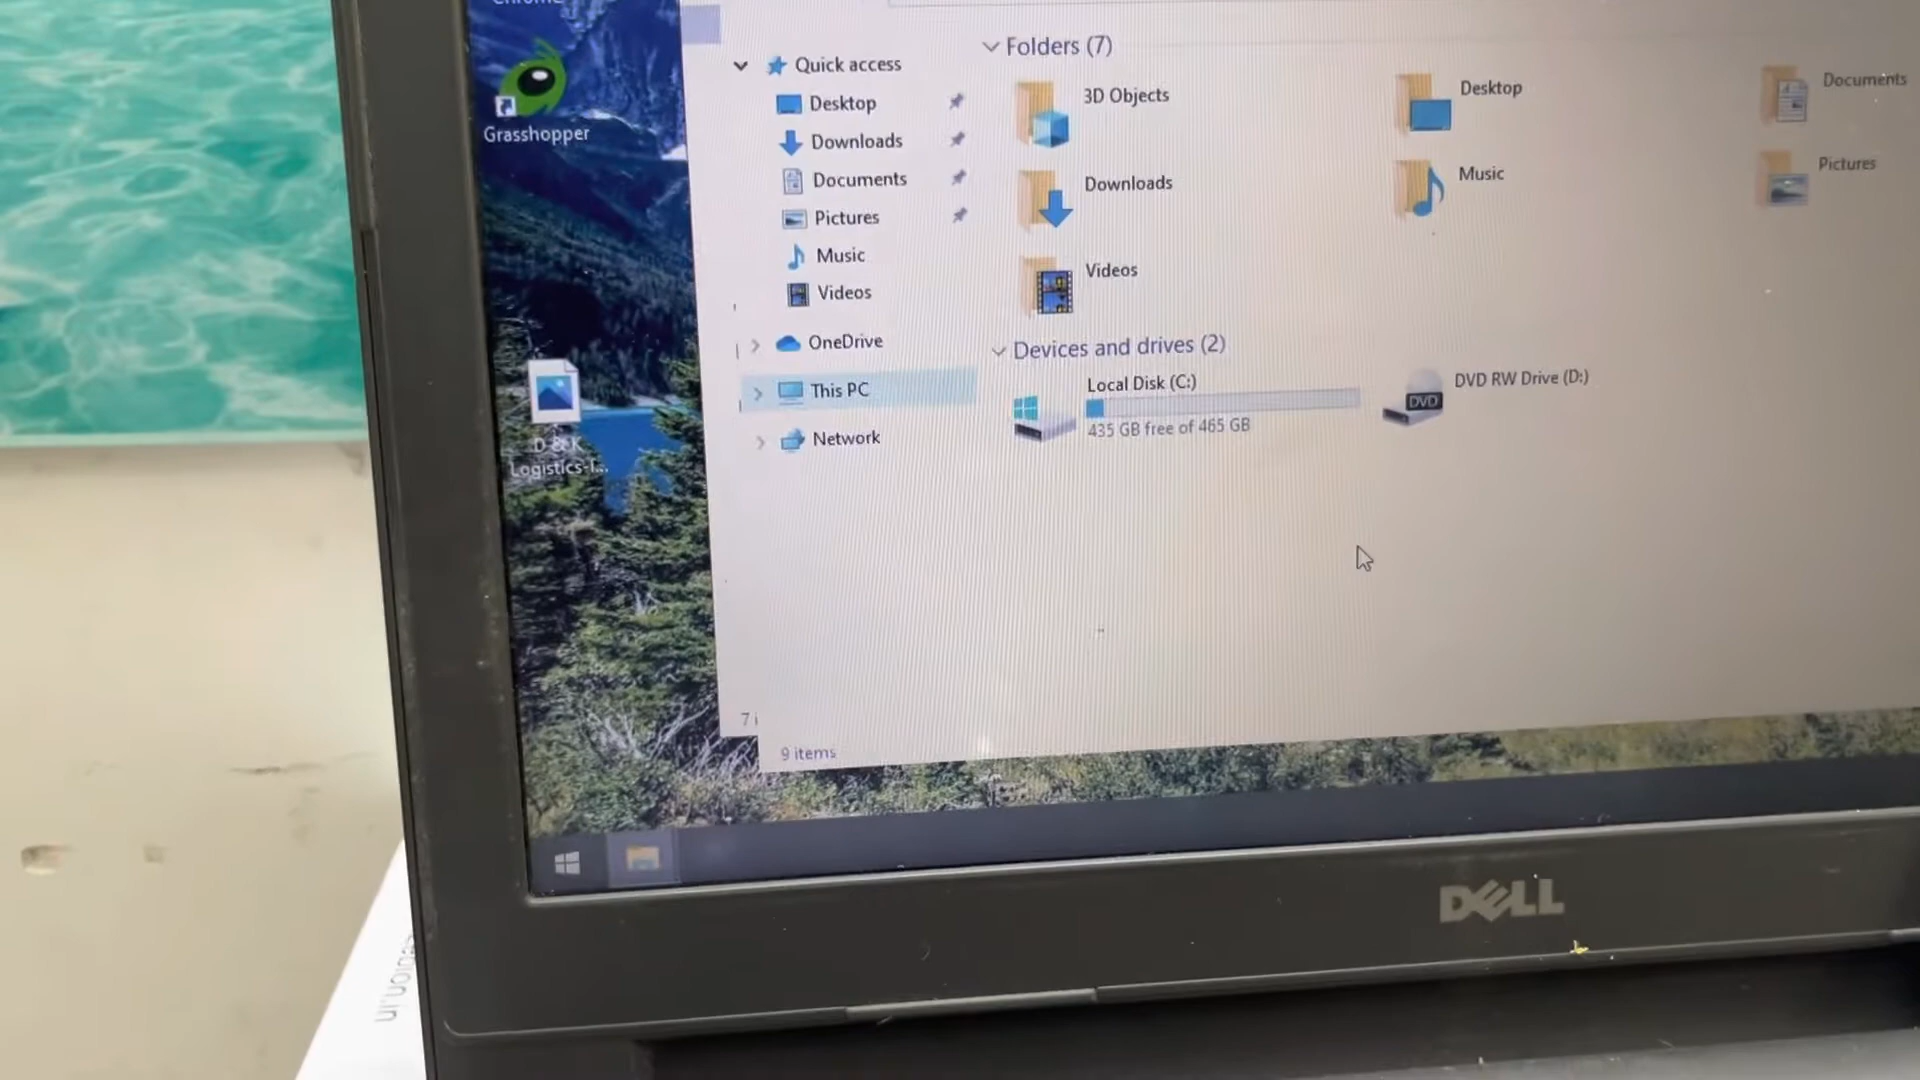 Grasshopper
D & K
Logistics-I...
Quick access
Desktop
Downloads
Documents
Pictures
Music
Videos
OneDrive
This PC
Network
Folders (7)
3D Objects
Desktop
Documents
Downloads
Music
Pictures
Videos
Devices and drives (2)
Local Disk (C:)
435 GB free of 465 GB
DVD RW Drive (D:)
DVD
7 i
9 items
DELL